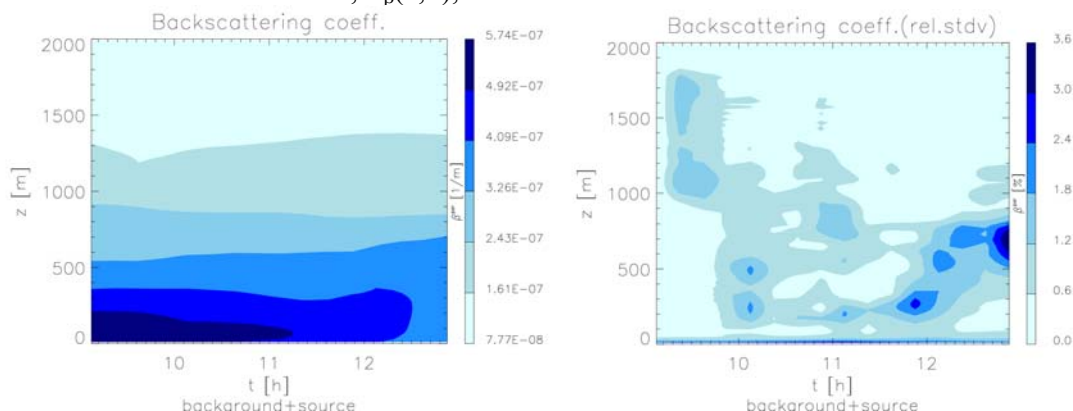 β(
Backscattering coeff.
2000
1500
1000
500
0
z [m]
10
11
12
t [h]
background+source
5.74E−07
4.92E−07
4.09E−07
3.26E−07
2.43E−07
1.61E−07
7.77E−08
[1/m]
Backscattering coeff.(rel.stdv)
2000
1500
1000
500
0
z [m]
10
11
12
t [h]
background+source
3.6
3.0
2.4
1.8
1.2
0.6
0.0
[%]